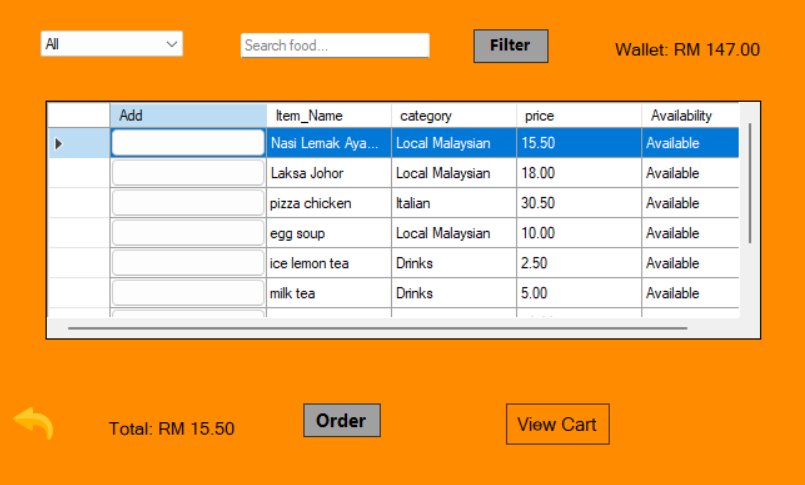 All Search food... Filter Wallet: RM 147.00
Add Item_Name category price Availability
Nasi Lemak Aya... Local Malaysian 15.50 Available
Laksa Johor Local Malaysian 18.00 Available
pizza chicken Italian 30.50 Available
egg soup Local Malaysian 10.00 Available
ice lemon tea Drinks 2.50 Available
milk tea Drinks 5.00 Available
Total: RM 15.50 Order View Cart